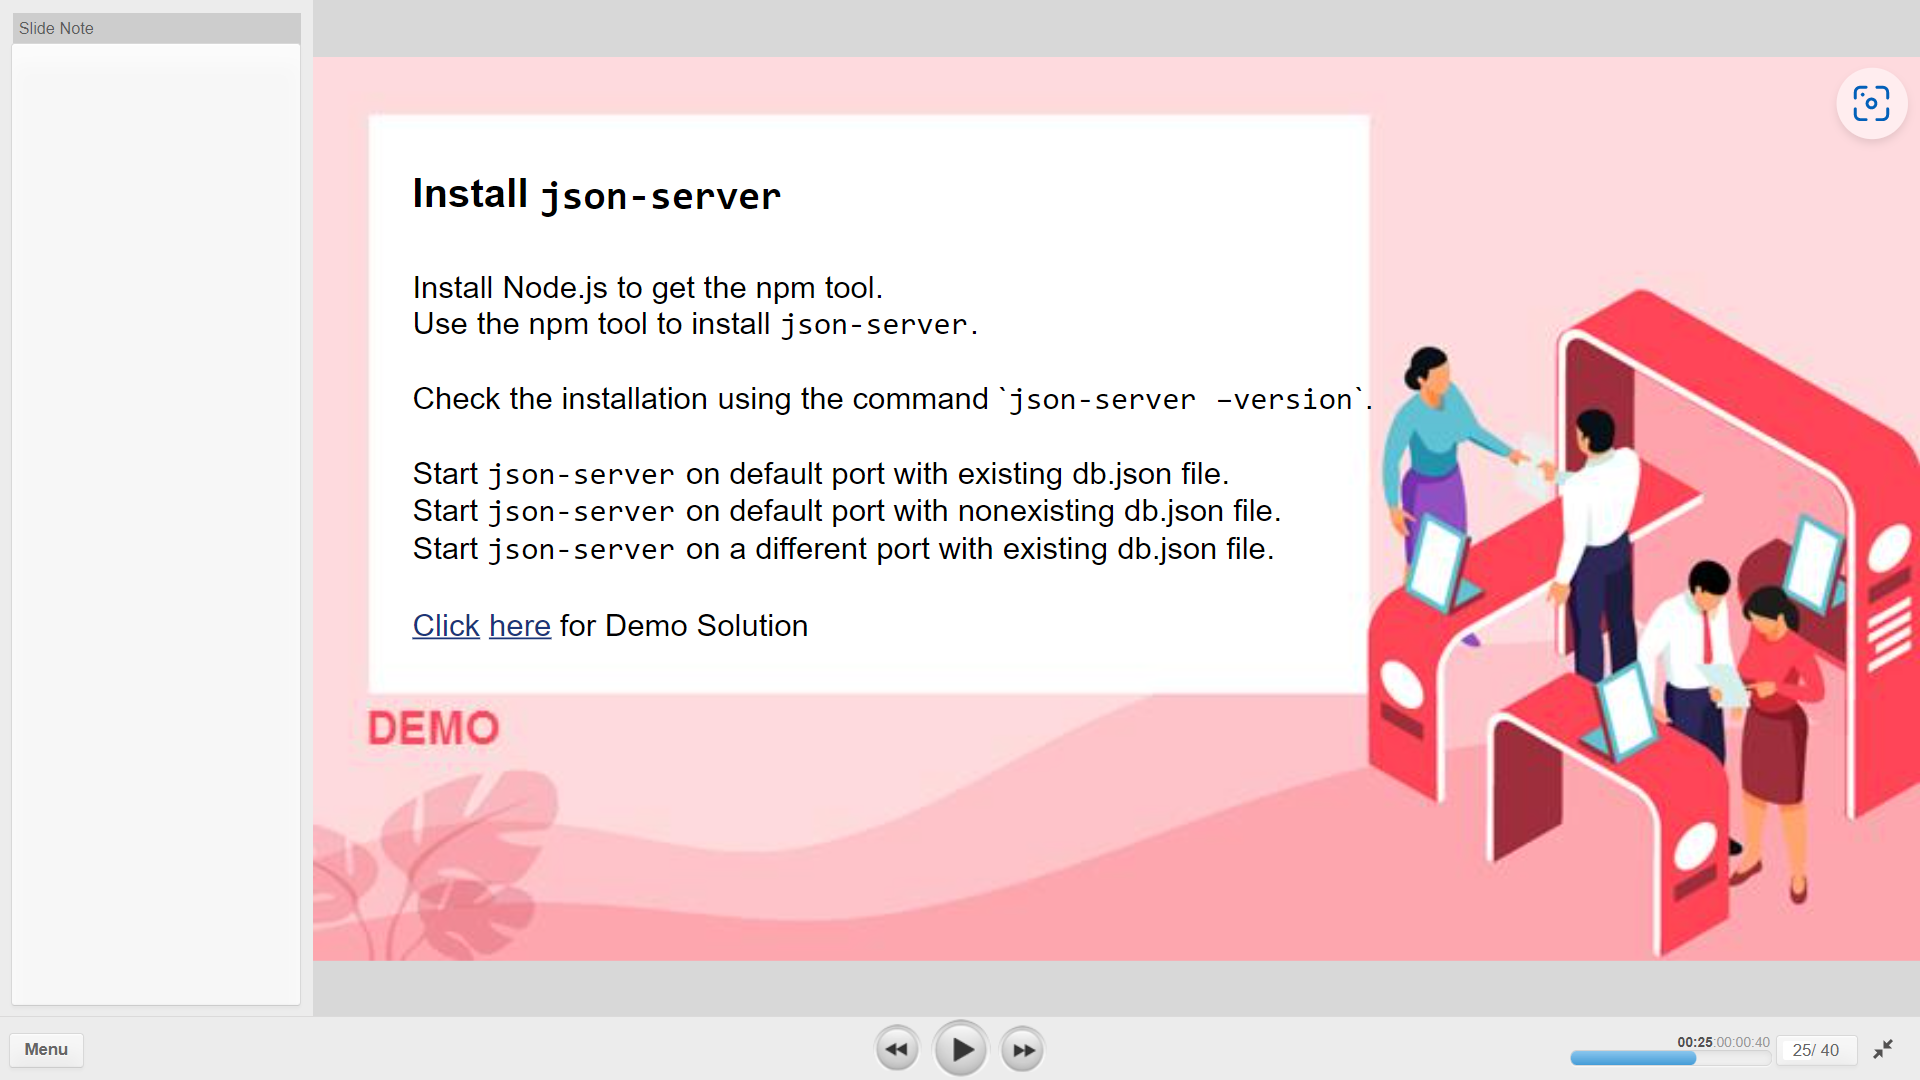 Slide Note
Install json-server
Install Node.js to get the npm tool.
Use the npm tool to install json-server.
Check the installation using the command `json-server –version`.
Start json-server on default port with existing db.json file.
Start json-server on default port with nonexisting db.json file.
Start json-server on a different port with existing db.json file.
Click here for Demo Solution
DEMO
Menu
00:25:00:00:40
25/ 40